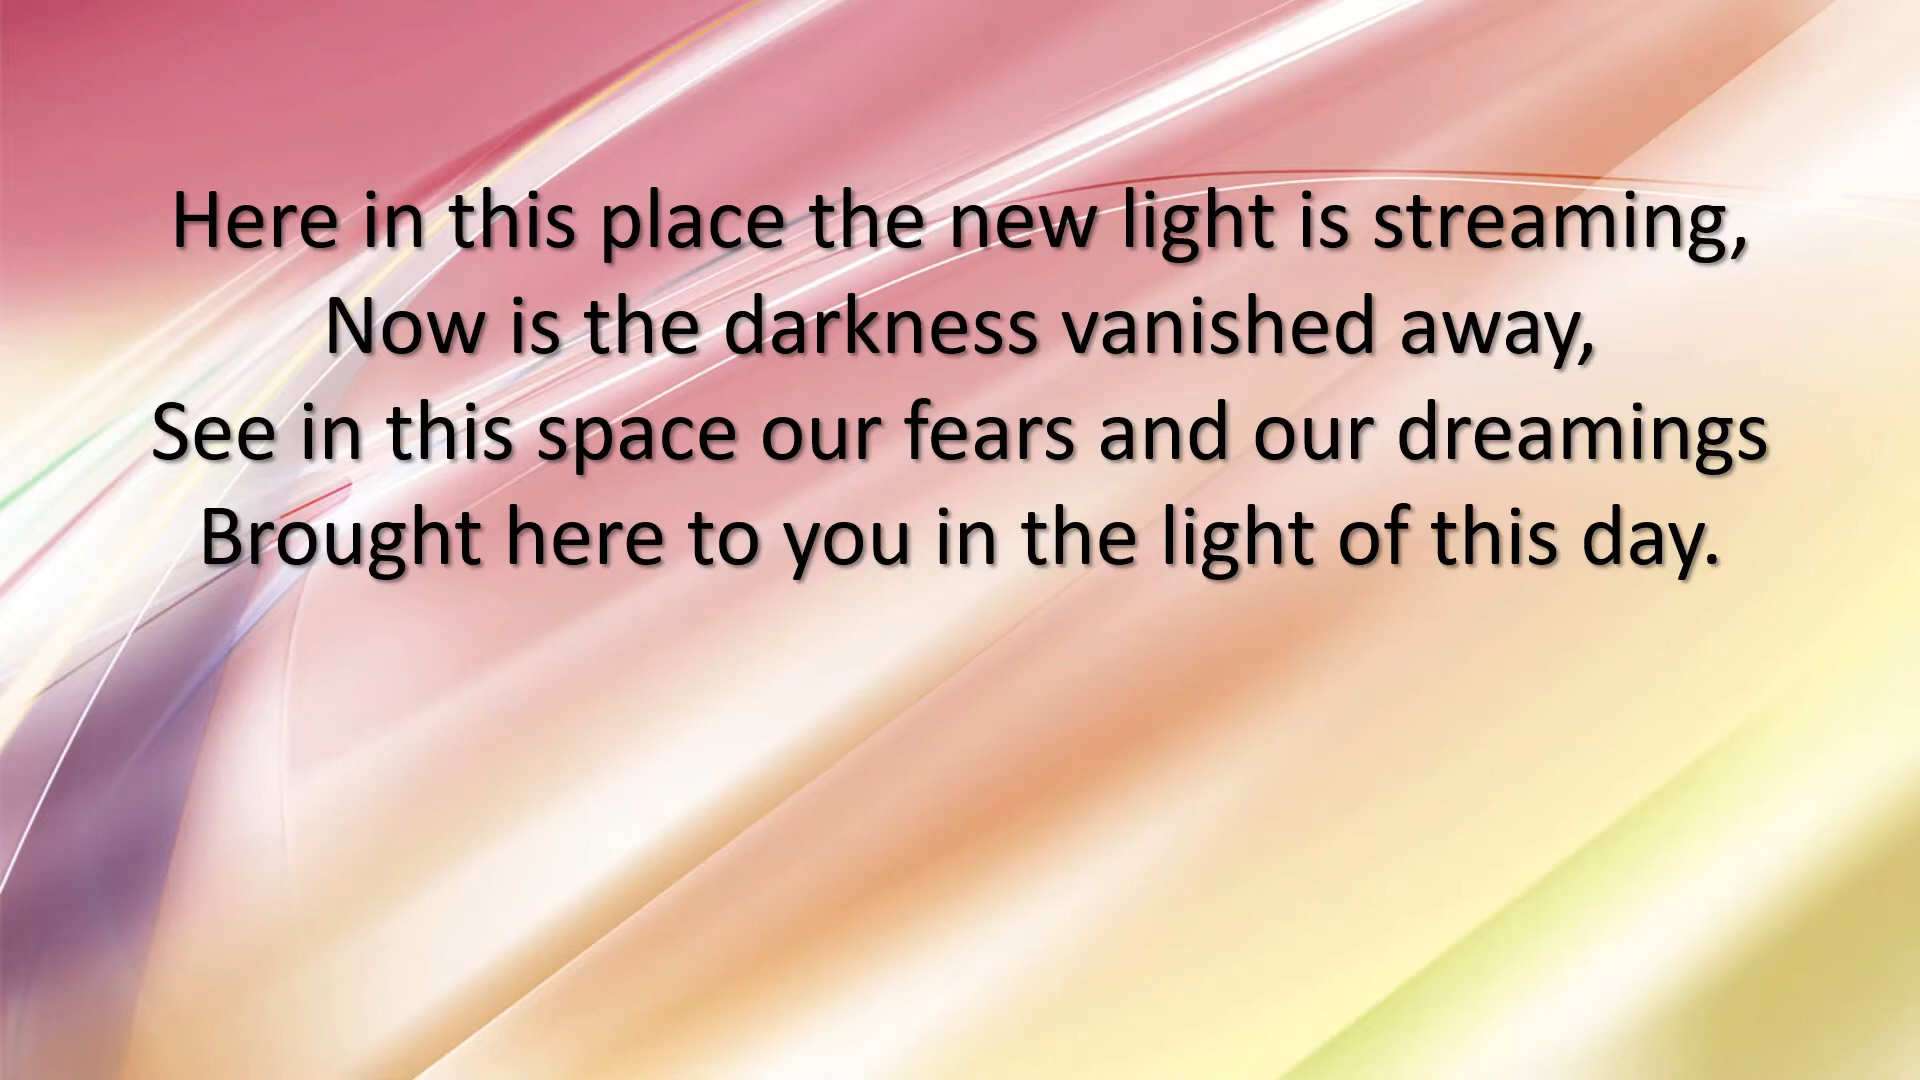 Here in this place the new light is streaming,
Now is the darkness vanished away,
See in this space our fears and our dreamings
Brought here to you in the light of this day.